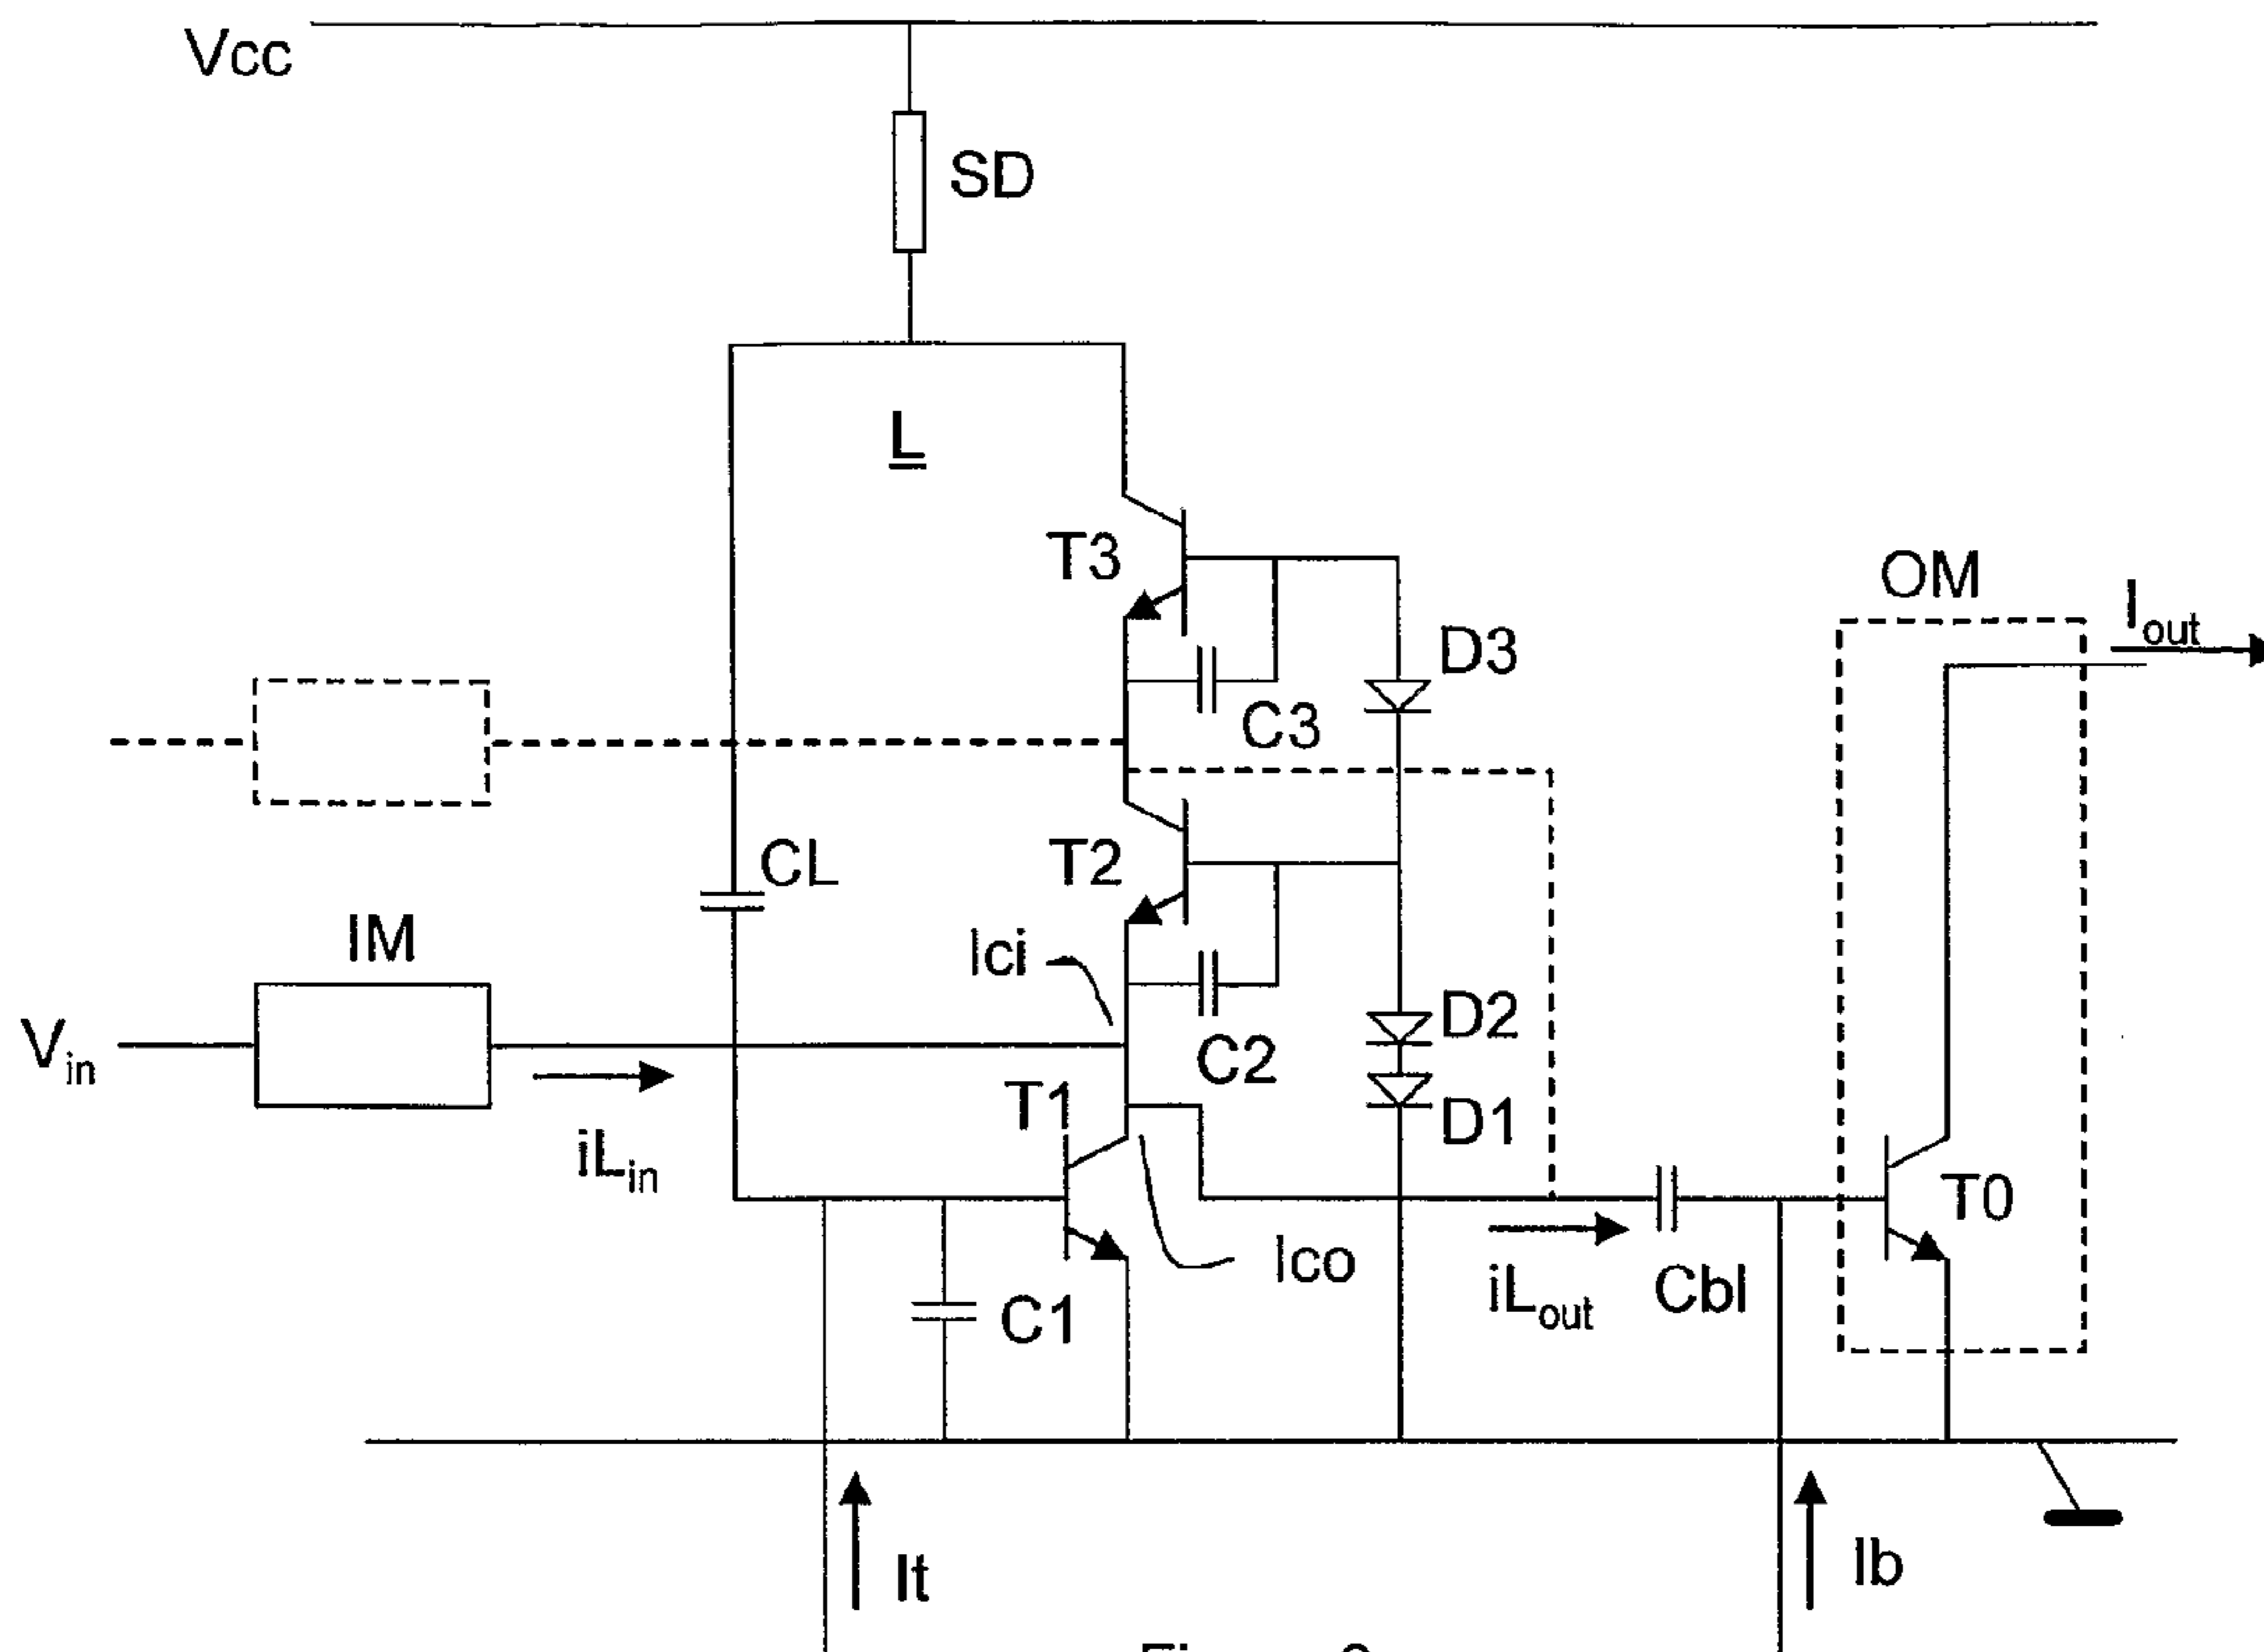 Vcc
SD
L
T3
OM
Iout
D3
C3
CL
T2
IM
Ici
Vin
D2
C2
T1
D1
iLin
T0
Ico
iLout
Cbl
C1
It
Ib